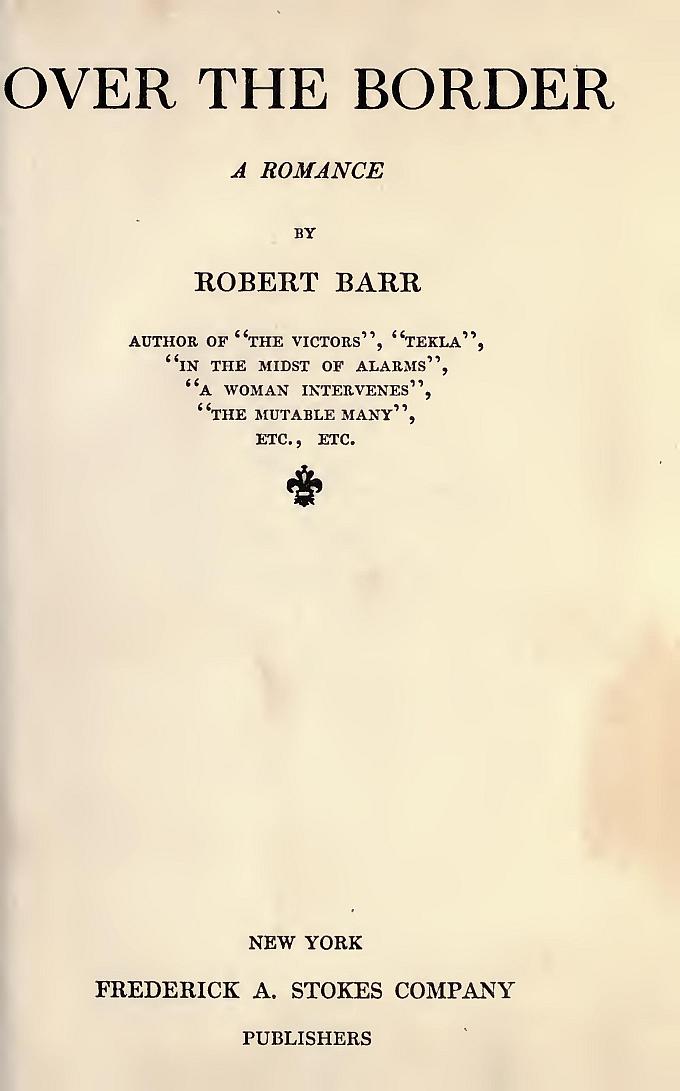 OVER THE BORDER
A ROMANCE
BY
ROBERT BARR
AUTHOR OF “THE VICTORS”, “TEKLA”,
“IN THE MIDST OF ALARMS”,
“A WOMAN INTERVENES”,
“THE MUTABLE MANY”,
ETC., ETC.
NEW YORK
FREDERICK A. STOKES COMPANY
PUBLISHERS